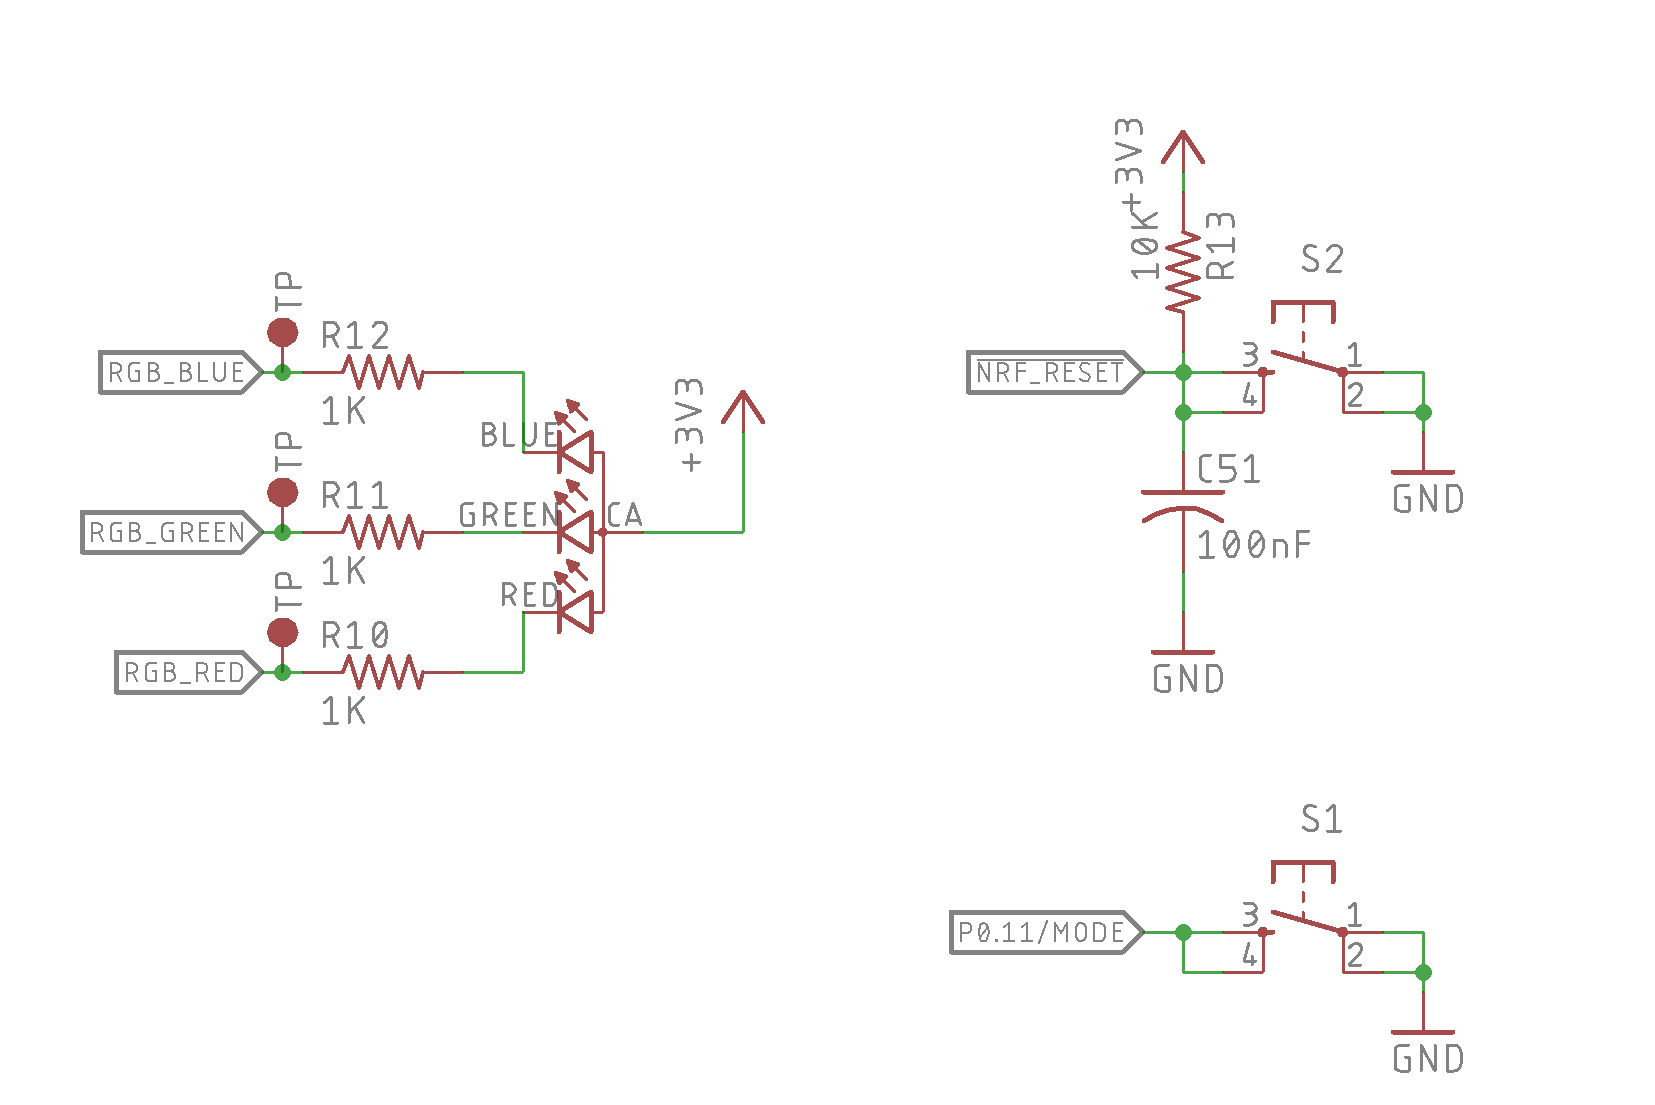 TP
R12
RGB_BLUE
1K
BLUE
+3V3
TP
R11
RGB_GREEN
1K
GREEN
CA
TP
R10
RGB_RED
1K
RED
+3V3
10K
R13
S2
NRF_RESET
3
1
4
2
C51
100nF
GND
GND
S1
P0.11/MODE
3
1
4
2
GND